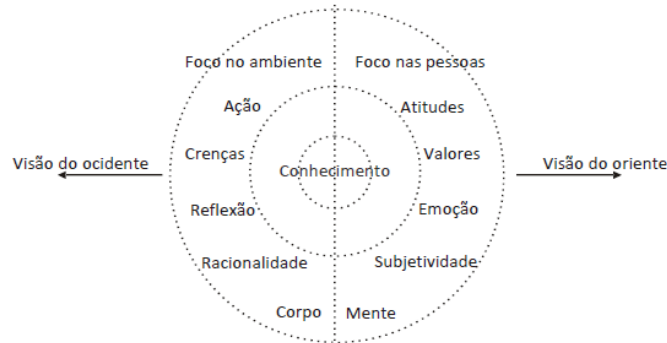 Foco no ambiente
Foco nas pessoas
Ação
Atitudes
Crenças
Valores
Visão do ocidente
Visão do oriente
Conhecimento
Reflexão
Emoção
Racionalidade
Subjetividade
Corpo
Mente